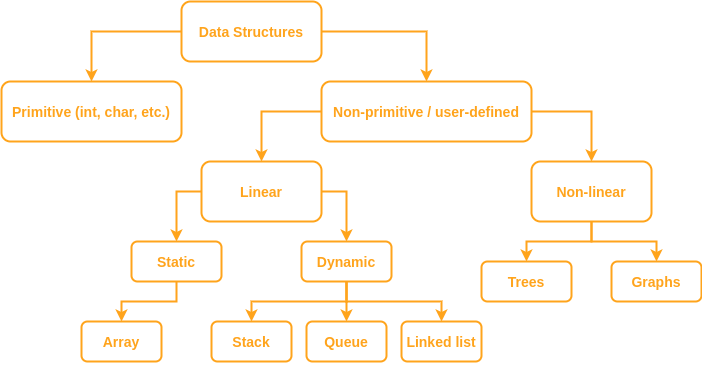 Data Structures
Primitive (int, char, etc.)
Non-primitive / user-defined
Linear
Non-linear
Static
Dynamic
Trees
Graphs
Array
Stack
Queue
Linked list